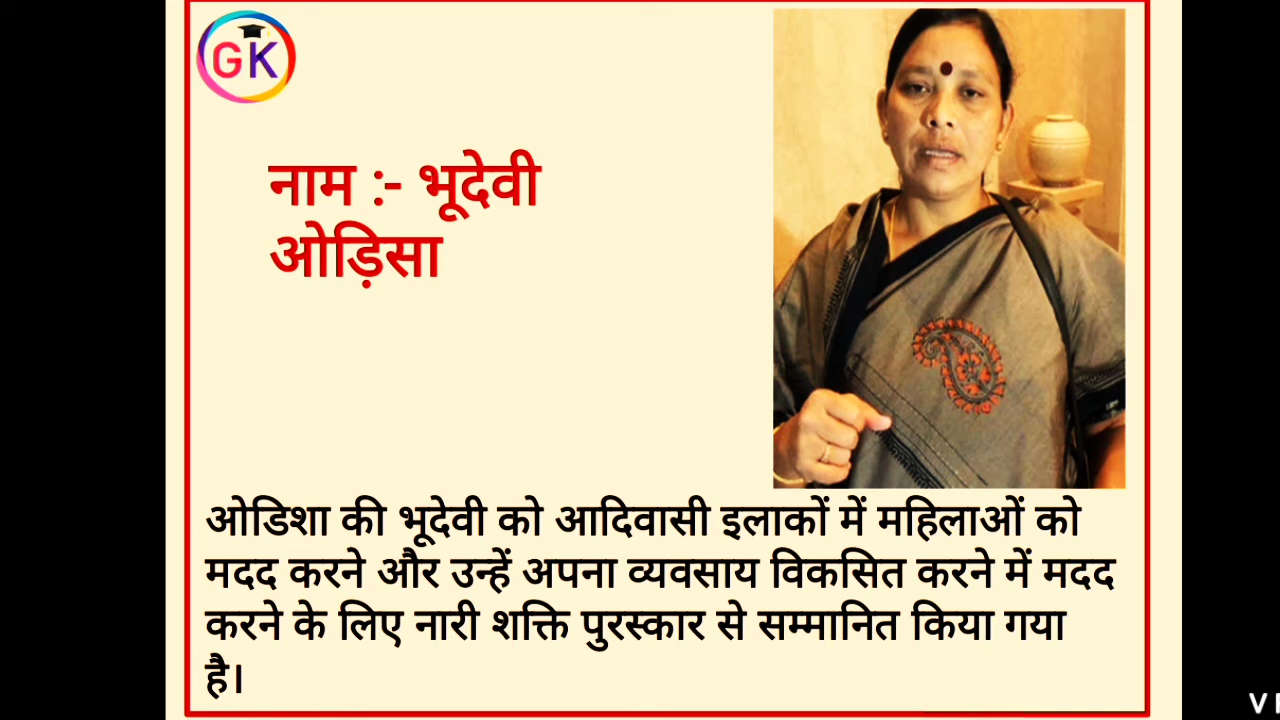 GK
नाम :- भूदेवी
ओड़िसा
ओडिशा की भूदेवी को आदिवासी इलाकों में महिलाओं को
मदद करने और उन्हें अपना व्यवसाय विकसित करने में मदद
करने के लिए नारी शक्ति पुरस्कार से सम्मानित किया गया
है।